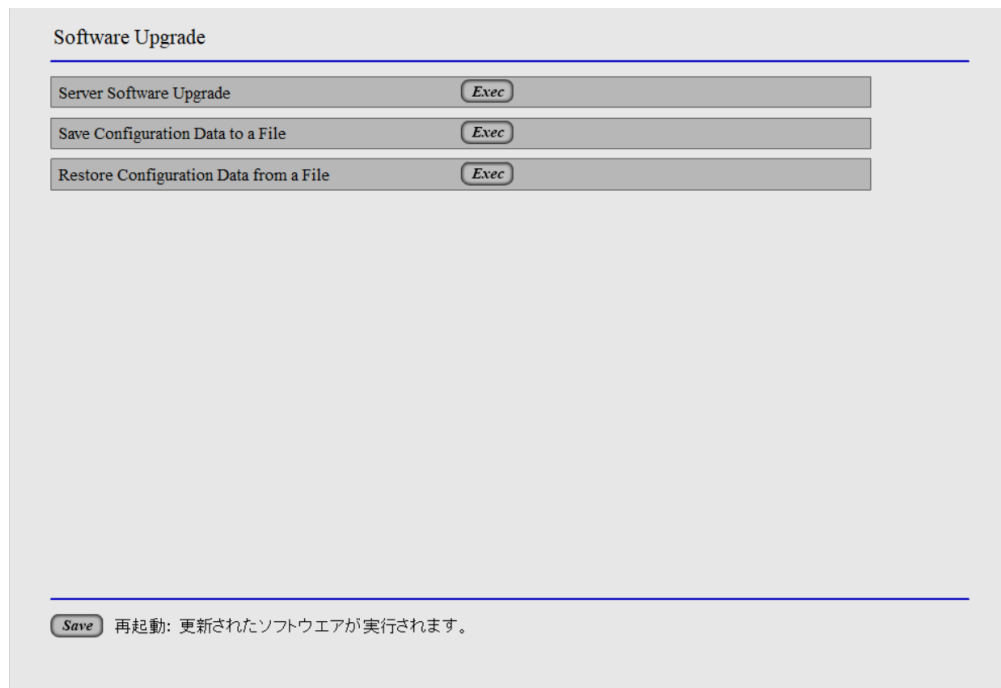 Software Upgrade
Server Software Upgrade Exec
Save Configuration Data to a File Exec
Restore Configuration Data from a File Exec
Save 再起動: 更新されたソフトウエアが実行されます。